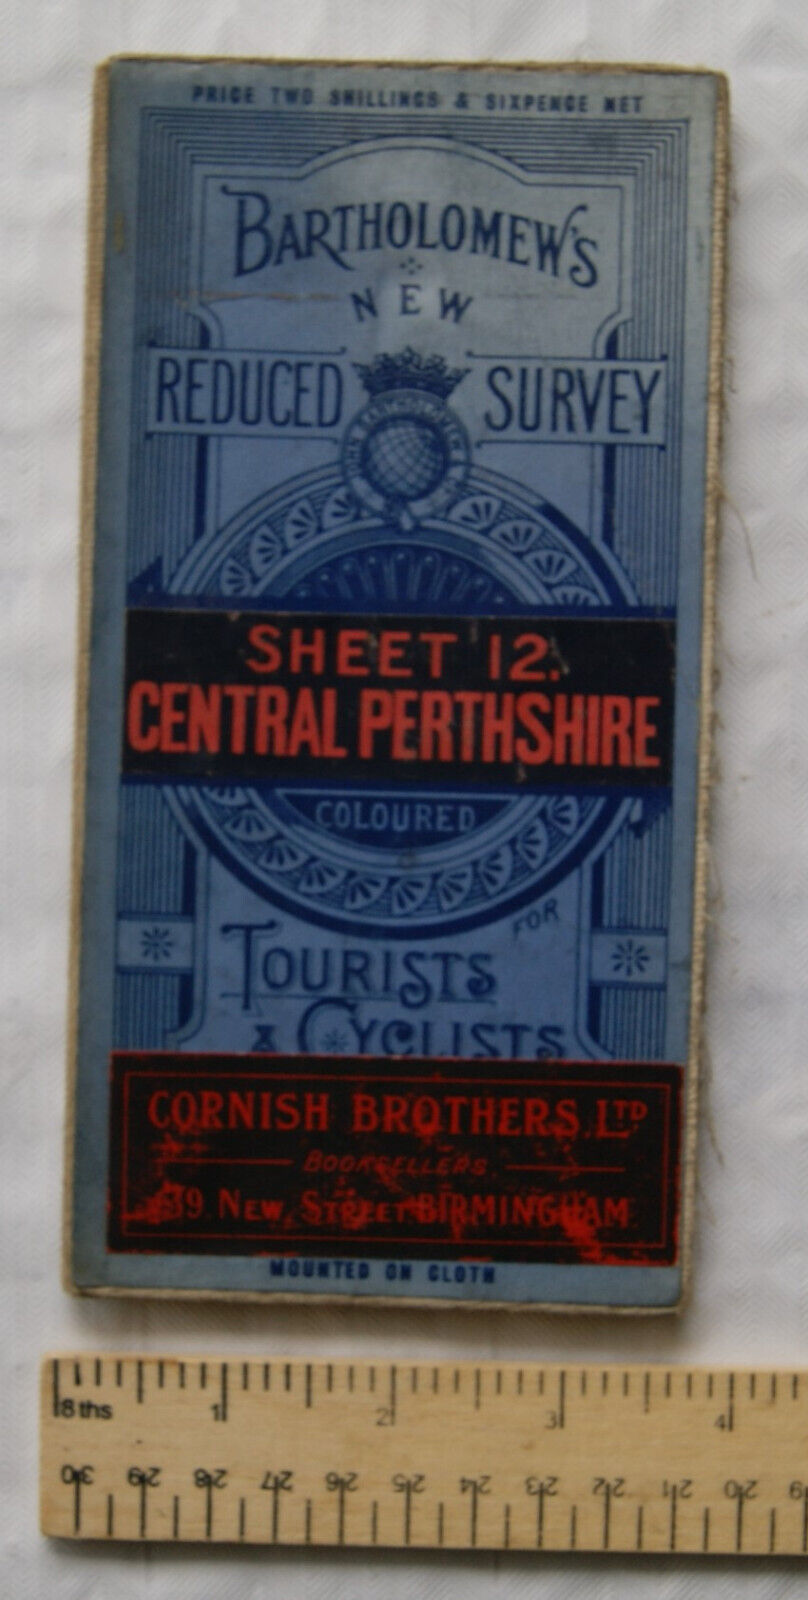 PRICE TWO SHILLINGS & SIXPENCE NET
BARTHOLOMEW'S
NEW
REDUCED SURVEY
JOHN BARTHOLOMEW
SHEET 12.
CENTRAL PERTHSHIRE
COLOURED
FOR
TOURISTS
& CYCLISTS
CORNISH BROTHERS LTD
BOOKSELLERS
39 NEW STREET BIRMINGHAM
MOUNTED ON CLOTH
8ths 1 2 3 4
30 29 28 27 26 25 24 23 22 21 20